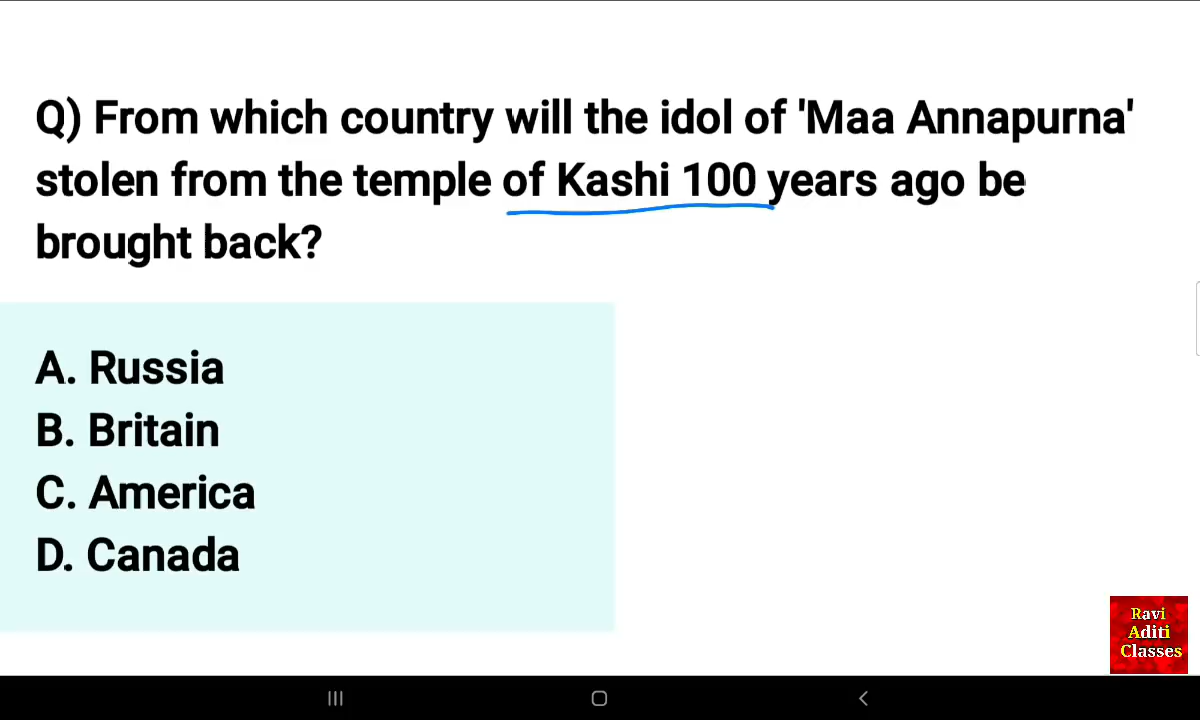 Q) From which country will the idol of 'Maa Annapurna'
stolen from the temple of Kashi 100 years ago be
brought back?
A. Russia
B. Britain
C. America
D. Canada
Ravi
Aditi
Classes